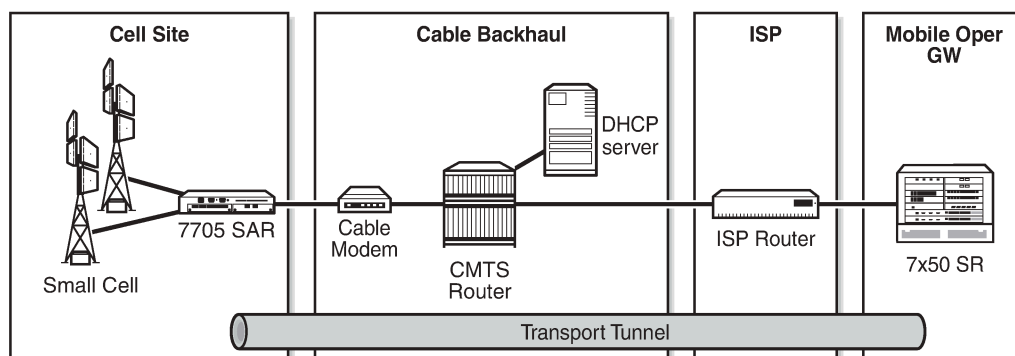 Cell Site
Cable Backhaul
ISP
Mobile Oper
GW
DHCP
server
7705 SAR
Cable
Modem
CMTS
Router
ISP Router
7x50 SR
Small Cell
Transport Tunnel